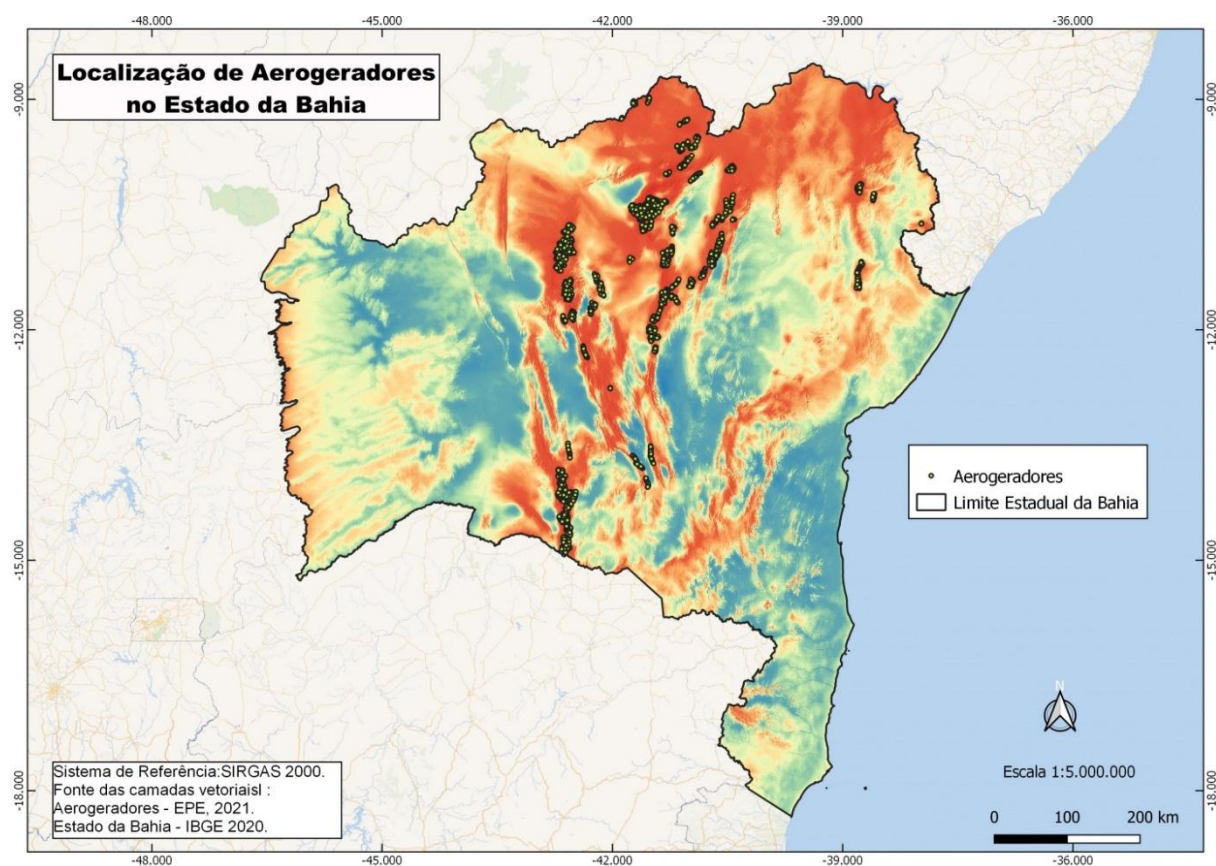 -48.000 -45.000 -42.000 -39.000 -36.000
Localização de Aerogeradores
no Estado da Bahia
-9.000 -9.000
-12.000 -12.000
Aerogeradores
Limite Estadual da Bahia
-15.000 -15.000
N
Escala 1:5.000.000
Sistema de Referência:SIRGAS 2000.
Fonte das camadas vetoriaisl :
Aerogeradores - EPE, 2021.
Estado da Bahia - IBGE 2020.
-18.000 -18.000
0 100 200 km
-48.000 -45.000 -42.000 -39.000 -36.000